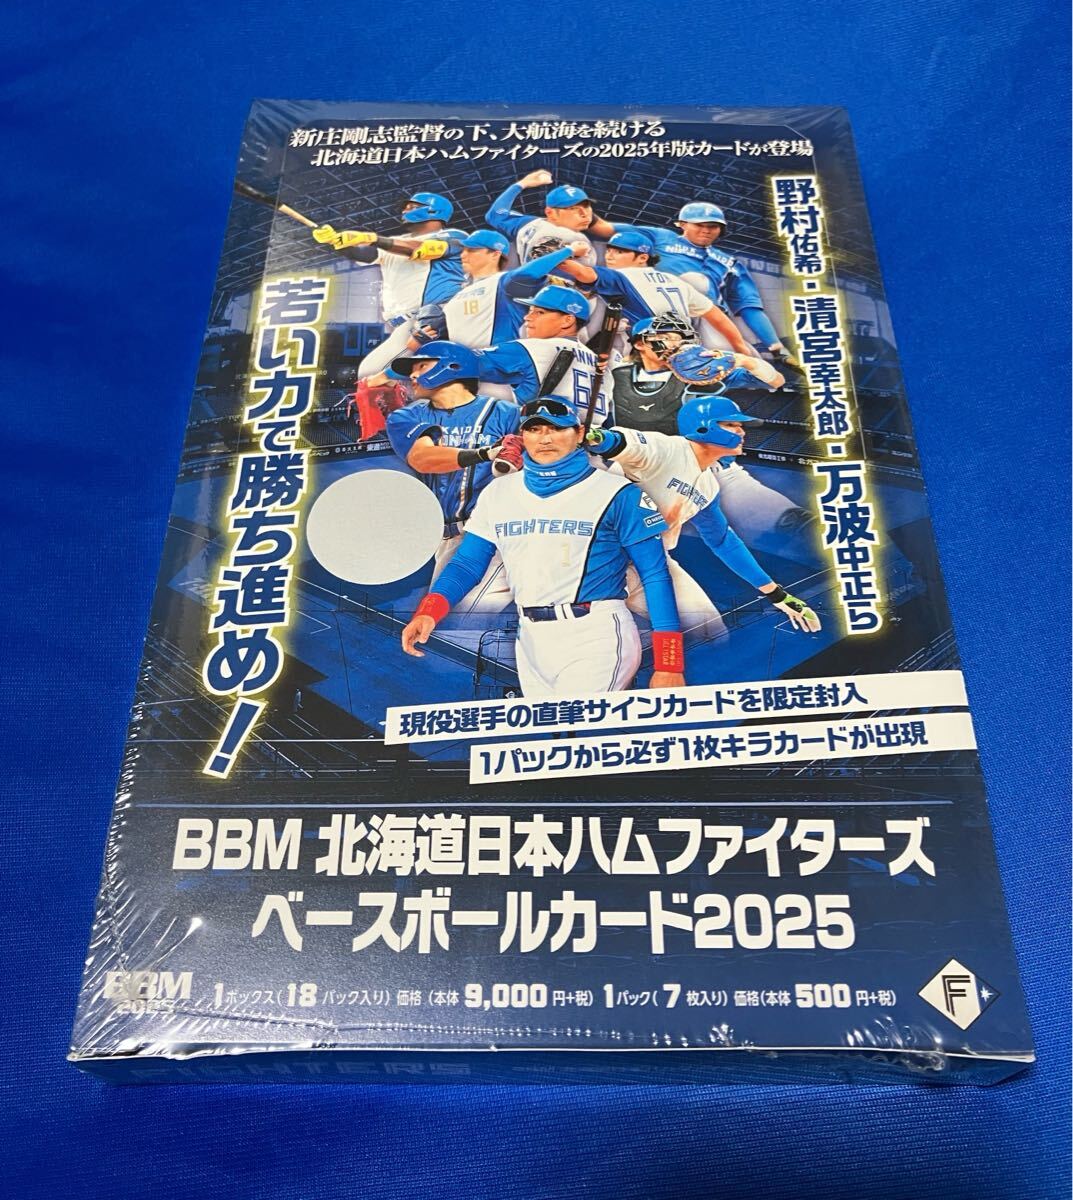 新庄剛志監督の下、大航海を続ける
北海道日本ハムファイターズの2025年版カードが登場
野村佑希・清宮幸太郎・万波中正ら
若い力で勝ち進め!
18
ITOH
17
66
FIGHTERS
1
FIGHTERS
現役選手の直筆サインカードを限定封入
1パックから必ず1枚キラカードが出現
BBM 北海道日本ハムファイターズ
ベースボールカード2025
BBM
2025
1ボックス(18パック入り)価格(本体9,000円+税) 1パック(7枚入り)価格(本体500円+税)
F
FIGHTERS